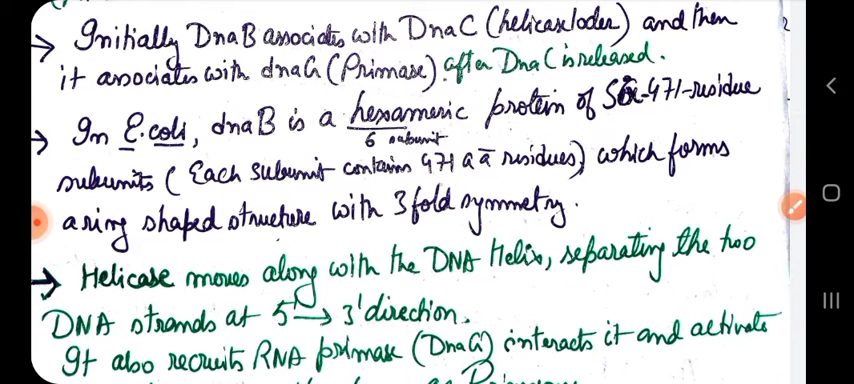 → Initially DnaB associates with DnaC (helicase loder) and then
it associates with dnaG (Primase) after DnaC is released.
→ In E.coli, dnaB is a hexameric protein of 471-residue
6 subunit
subunits (Each subunit contains 471 a a residues) which forms
a ring shaped structure with 3 fold symmetry.
→ Helicase moves along with the DNA Helix, separating the two
DNA strands at 5' → 3' direction.
It also recruits RNA primase (DnaG) interacts it and activate